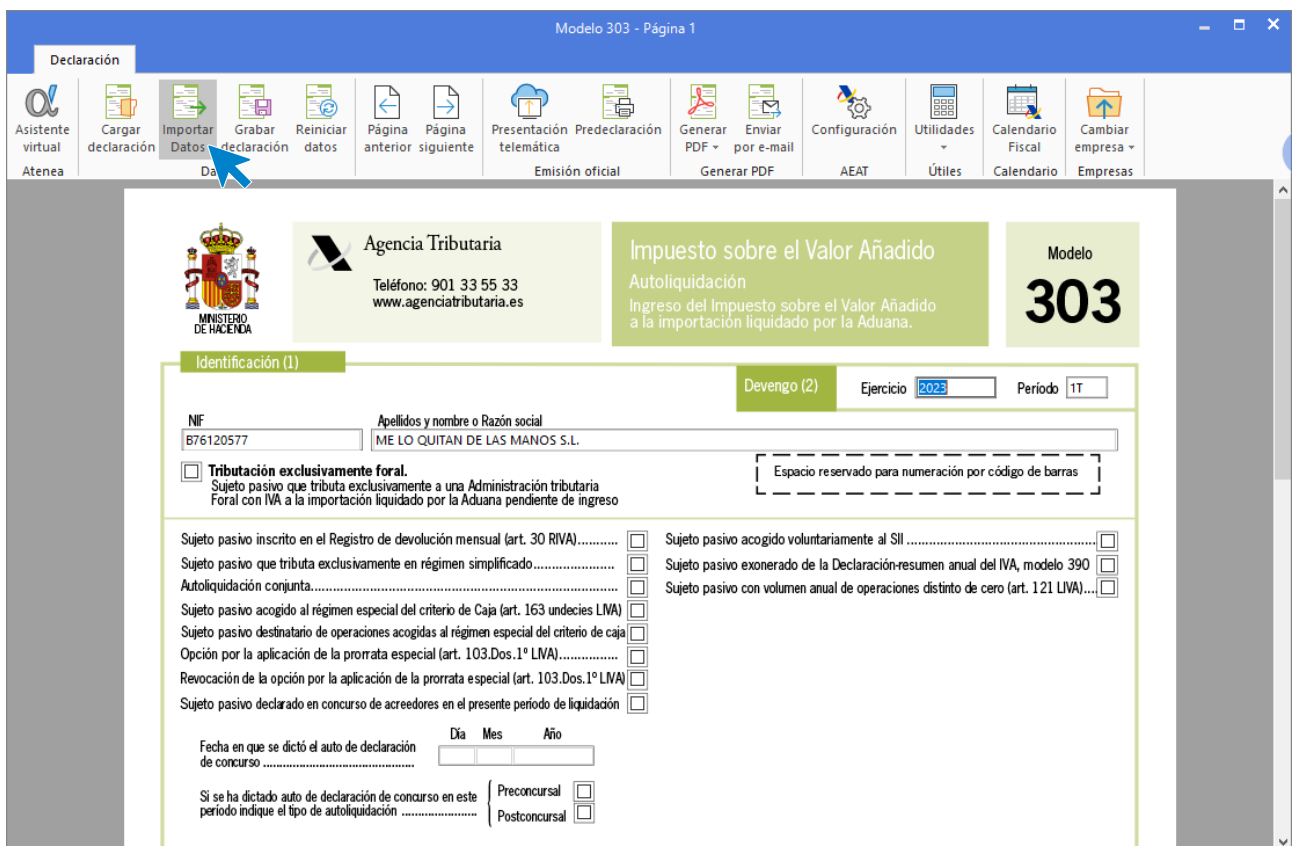 Modelo 303 - Página 1
Declaración
Asistente virtual
Cargar declaración
Importar Datos
Grabar declaración
Reiniciar datos
Página anterior
Página siguiente
Presentación telemática
Predeclaración
Generar PDF
Enviar por e-mail
Configuración
Utilidades
Calendario Fiscal
Cambiar empresa
Atenea
Da
Emisión oficial
Generar PDF
AEAT
Útiles
Calendario
Empresas
MINISTERIO
DE HACIENDA
Agencia Tributaria
Teléfono: 901 33 55 33
www.agenciatributaria.es
Impuesto sobre el Valor Añadido
Autoliquidación
Ingreso del Impuesto sobre el Valor Añadido
a la importación liquidado por la Aduana.
Modelo
303
Identificación (1)
Devengo (2) Ejercicio 2023 Período 1T
NIF Apellidos y nombre o Razón social
B76120577 ME LO QUITAN DE LAS MANOS S.L.
Tributación exclusivamente foral.
Sujeto pasivo que tributa exclusivamente a una Administración tributaria
Foral con IVA a la importación liquidado por la Aduana pendiente de ingreso
Espacio reservado para numeración por código de barras
Sujeto pasivo inscrito en el Registro de devolución mensual (art. 30 RIVA)...........
Sujeto pasivo que tributa exclusivamente en régimen simplificado.......................
Autoliquidación conjunta.............................................................................
Sujeto pasivo acogido al régimen especial del criterio de Caja (art. 163 undecies LIVA)
Sujeto pasivo destinatario de operaciones acogidas al régimen especial del criterio de caja
Opción por la aplicación de la prorrata especial (art. 103.Dos.1º LIVA).................
Revocación de la opción por la aplicación de la prorrata especial (art. 103.Dos.1º LIVA)
Sujeto pasivo declarado en concurso de acreedores en el presente período de liquidación
Sujeto pasivo acogido voluntariamente al SII ..............................................
Sujeto pasivo exonerado de la Declaración-resumen anual del IVA, modelo 390
Sujeto pasivo con volumen anual de operaciones distinto de cero (art. 121 LIVA)....
Día Mes Año
Fecha en que se dictó el auto de declaración
de concurso ................................................
Si se ha dictado auto de declaración de concurso en este
período indique el tipo de autoliquidación ........................
Preconcursal
Postconcursal